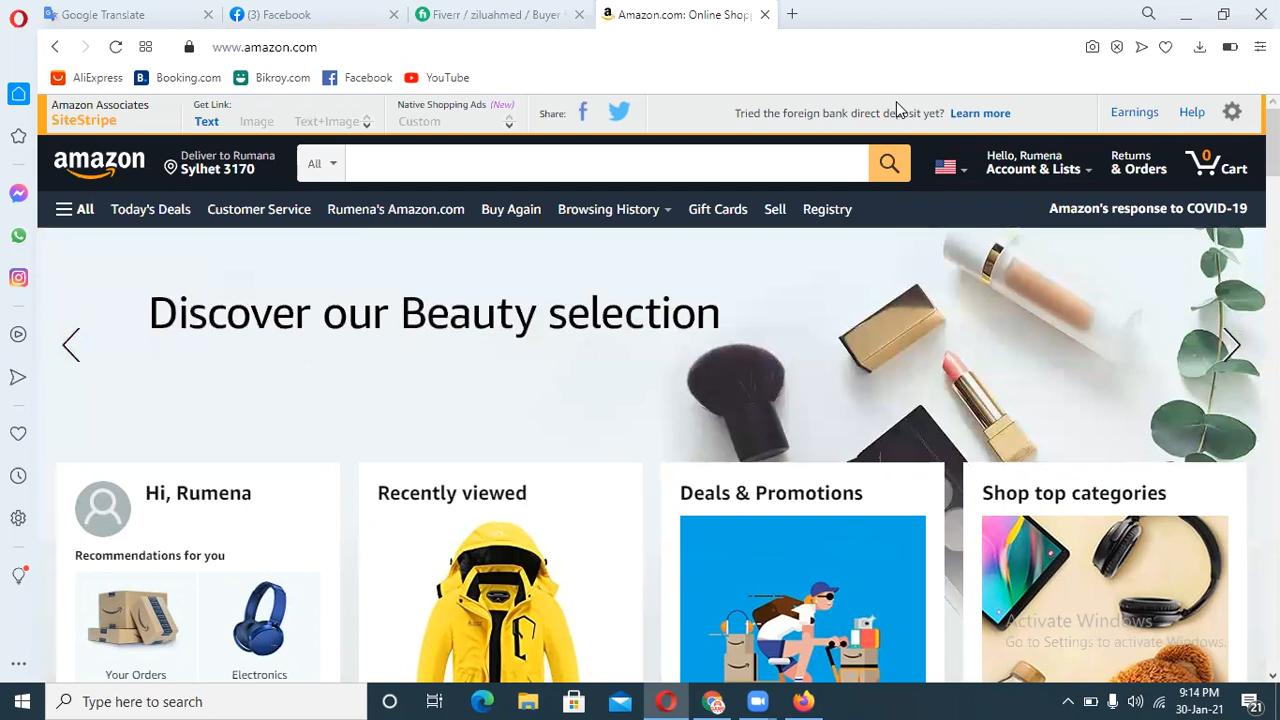 Google Translate
(3) Facebook
Fiverr / ziluahmed / Buyer
Amazon.com: Online Shop
www.amazon.com
AliExpress
Booking.com
Bikroy.com
Facebook
YouTube
Amazon Associates
SiteStripe
Get Link:
Text
Image
Text+Image
Native Shopping Ads (New)
Custom
Share:
Tried the foreign bank direct deposit yet? Learn more
Earnings
Help
amazon
Deliver to Rumena
Sylhet 3170
All
Hello, Rumena
Account & Lists
Returns
& Orders
0
Cart
All
Today's Deals
Customer Service
Rumena's Amazon.com
Buy Again
Browsing History
Gift Cards
Sell
Registry
Amazon's response to COVID-19
Discover our Beauty selection
Hi, Rumena
Recommendations for you
Your Orders
Electronics
Recently viewed
Deals & Promotions
Shop top categories
Activate Windows
Go to Settings to activate Windows.
Type here to search
9:14 PM
30-Jan-21
21